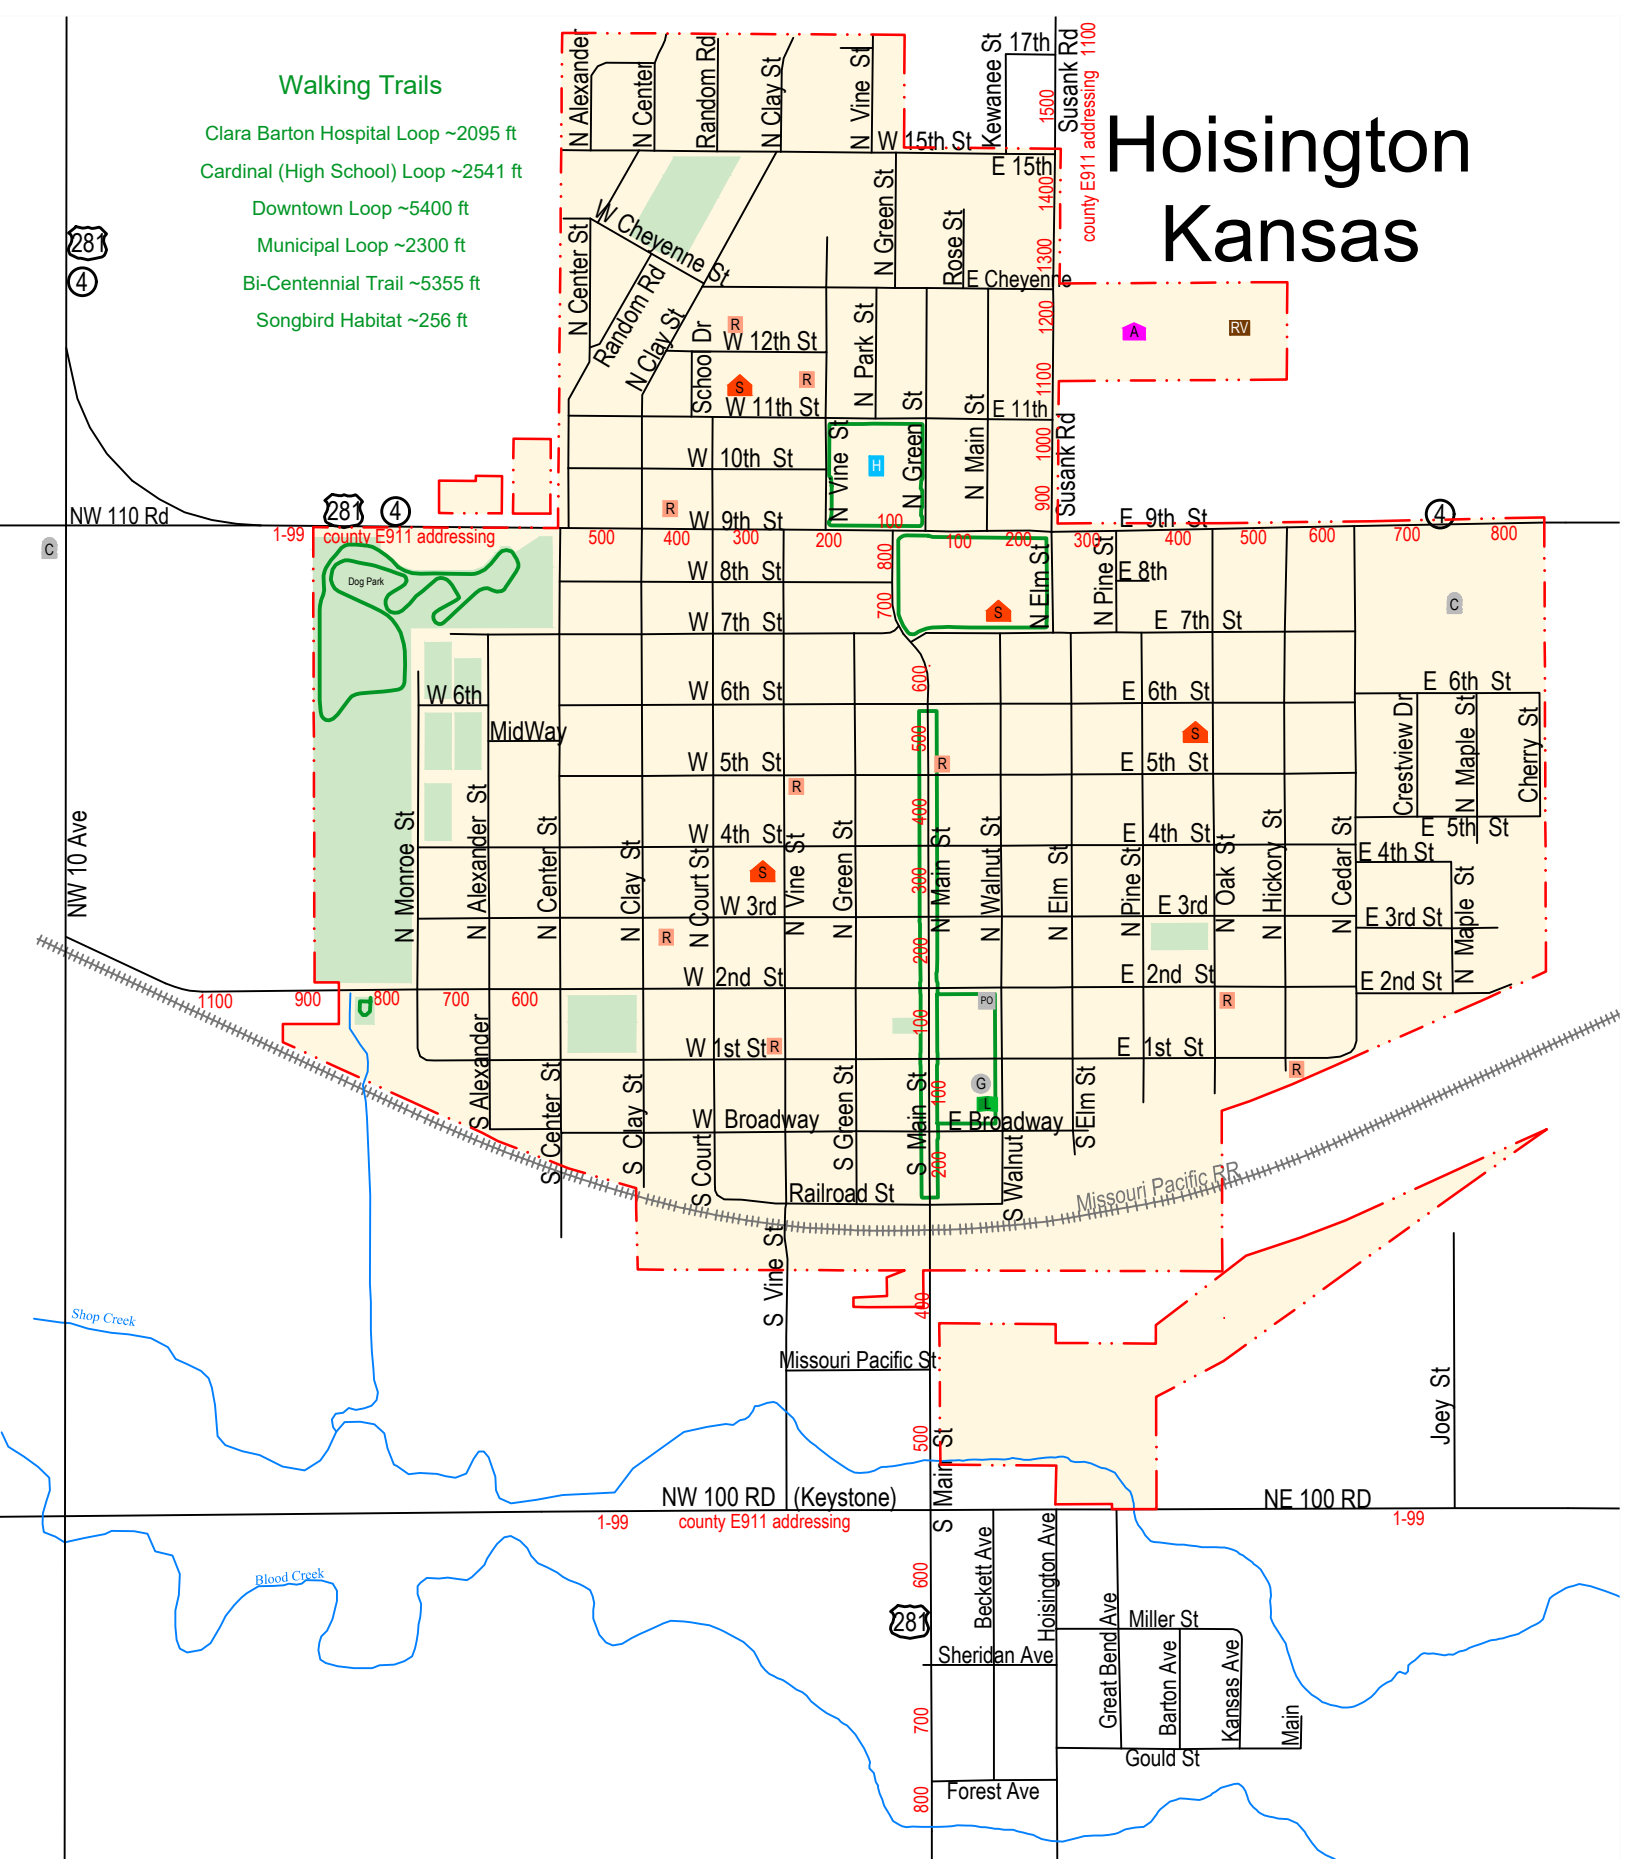 Hoisington
Kansas
Walking Trails
Clara Barton Hospital Loop ~2095 ft
Cardinal (High School) Loop ~2541 ft
Downtown Loop ~5400 ft
Municipal Loop ~2300 ft
Bi-Centennial Trail ~5355 ft
Songbird Habitat ~256 ft
N Alexander
N Center
Random Rd
N Clay St
N Vine St
Kewanee St
17th
Susank Rd
county E911 addressing 1100
1500
W 15th St
E 15th
1400
281
4
W Cheyenne St
N Center St
Random Rd
N Clay St
N Green St
Rose St
E Cheyenne
1300
1200
1100
1000
900
School Dr
R
W 12th St
S
R
W 11th St
N Park St
N Green St
N Main St
E 11th
Susank Rd
A
RV
W 10th St
N Vine St
H
R
W 9th St
100
E 9th St
4
NW 110 Rd
281
4
1-99
county E911 addressing
500
400
300
200
100
200
300
400
500
600
700
800
C
Dog Park
W 8th St
800
700
N Elm St
N Pine St
E 8th
S
C
W 7th St
E 7th St
W 6th
W 6th St
600
E 6th St
E 6th St
MidWay
W 5th St
500
R
E 5th St
S
Crestview Dr
N Maple St
Cherry St
R
400
W 4th St
E 4th St
E 5th St
E 4th St
NW 10 Ave
N Monroe St
N Alexander St
N Center St
N Clay St
N Court St
S
N Vine St
N Green St
300
N Main St
N Walnut St
N Elm St
N Pine St
N Oak St
N Hickory St
N Cedar St
N Maple St
W 3rd
E 3rd
E 3rd St
R
200
W 2nd St
E 2nd St
E 2nd St
1100
900
800
700
600
PO
R
100
W 1st St
R
E 1st St
R
G
L
100
S Alexander
S Center St
S Clay St
S Court
W Broadway
S Green St
S Main St
E Broadway
S Elm St
200
S Walnut
Railroad St
Missouri Pacific RR
S Vine St
400
Shop Creek
Missouri Pacific St
500
S Main St
Joey St
NW 100 RD (Keystone)
NE 100 RD
1-99
county E911 addressing
1-99
Blood Creek
600
281
Beckett Ave
Hoisington Ave
Great Bend Ave
Miller St
Sheridan Ave
Barton Ave
Kansas Ave
Main
700
Gould St
Forest Ave
800